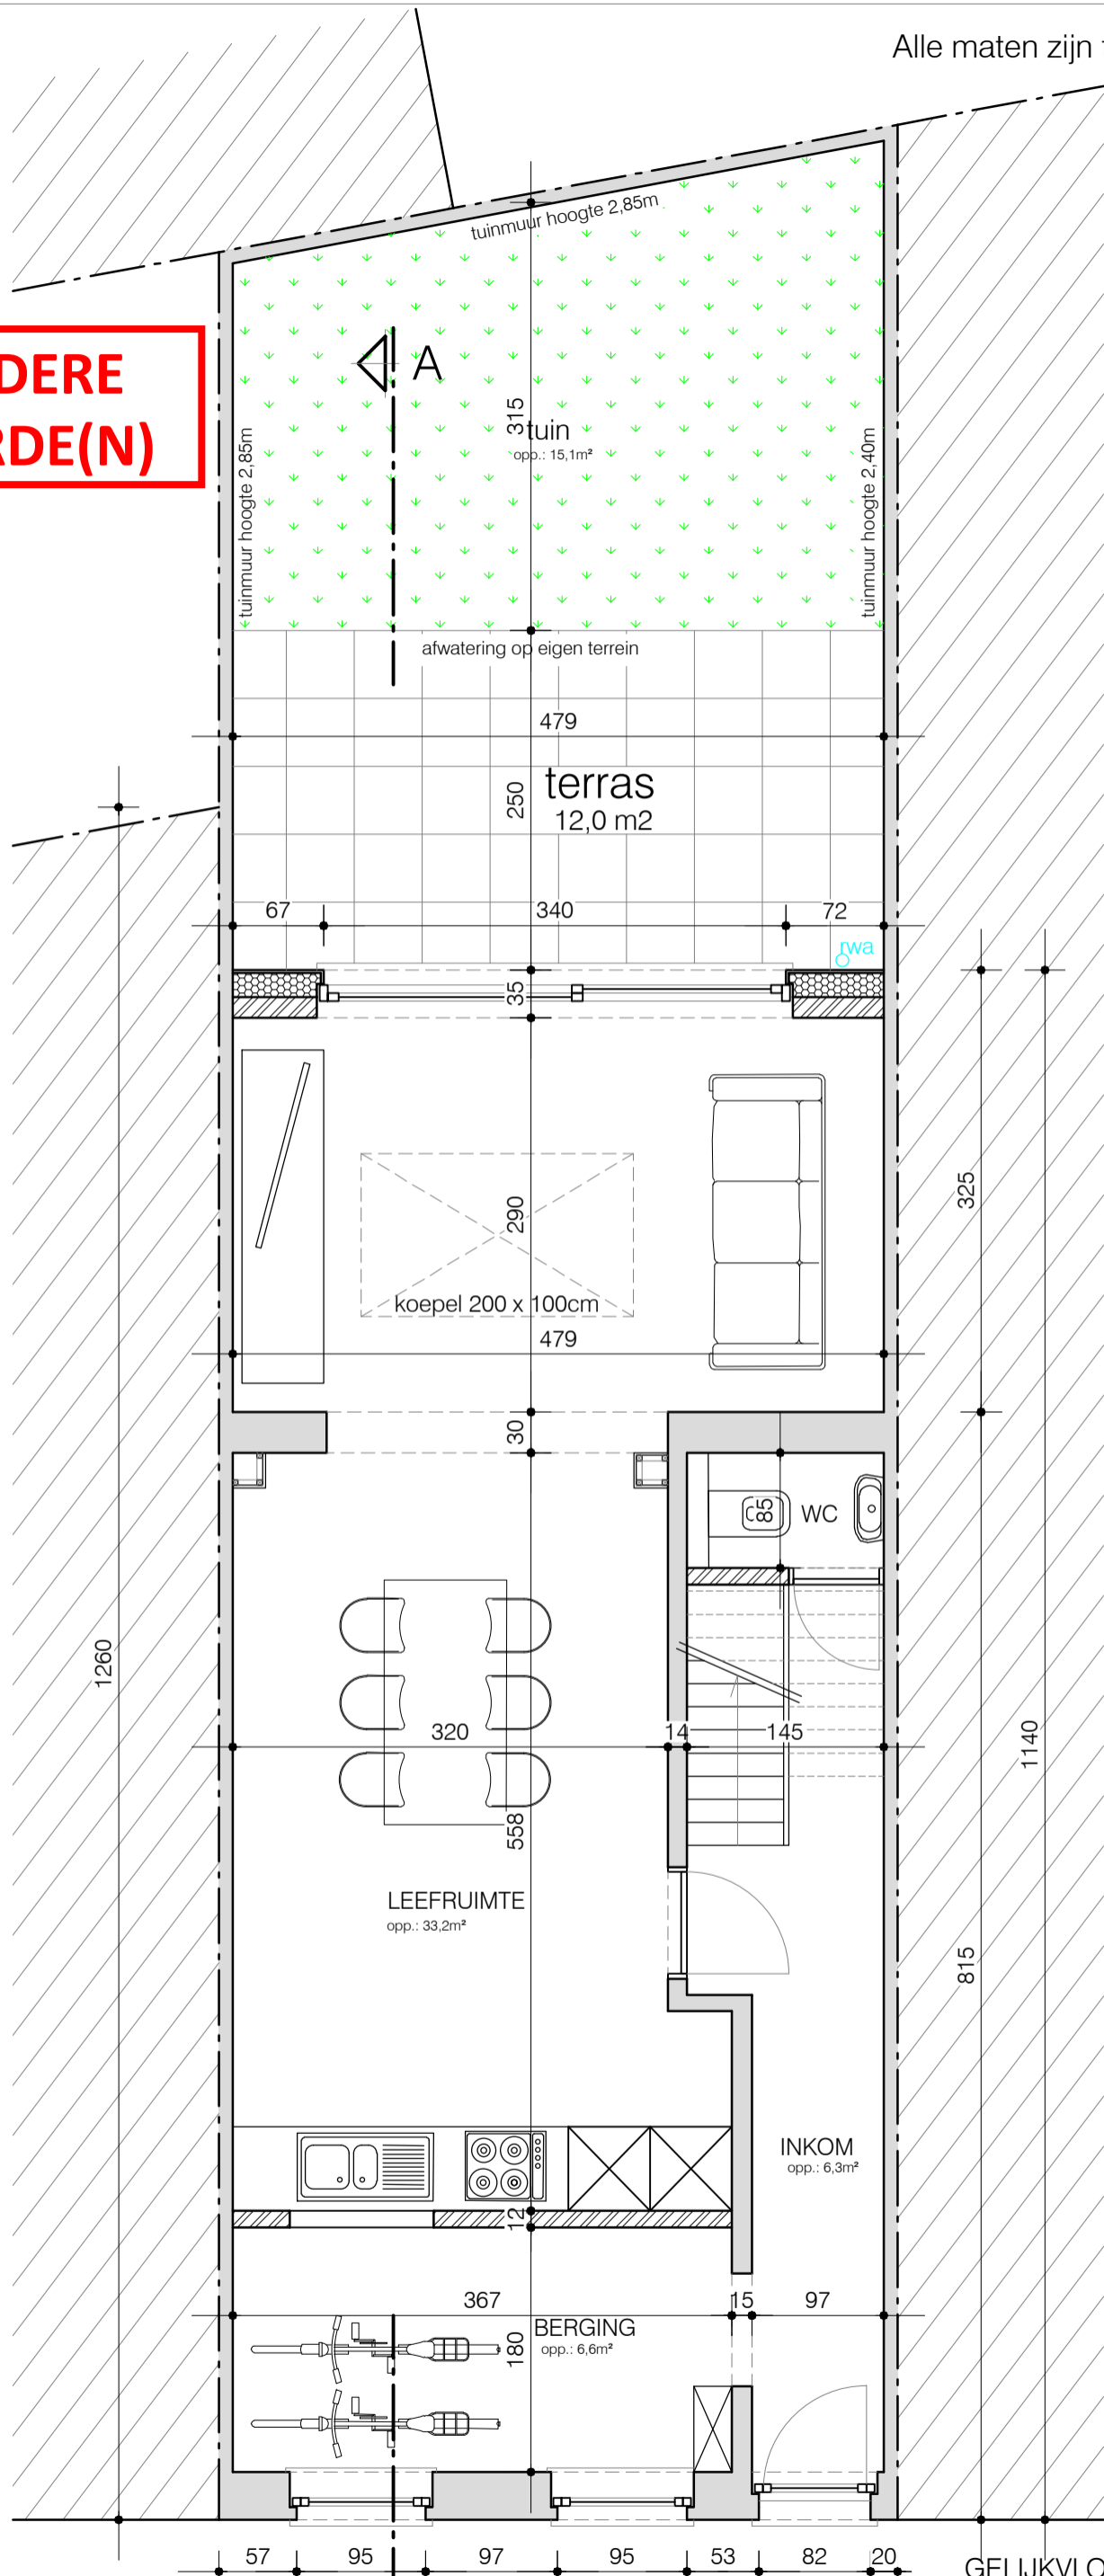 Alle maten zijn
tuinmuur hoogte 2,85m
DERE
RDE(N)
A
315
tuin
opp.: 15,1m²
tuinmuur hoogte 2,85m
tuinmuur hoogte 2,40m
afwatering op eigen terrein
479
250
terras
12,0 m2
67
340
72
rwa
35
290
325
koepel 200 x 100cm
479
30
85
WC
1260
320
14
145
1140
558
LEEFRUIMTE
opp.: 33,2m²
815
INKOM
opp.: 6,3m²
12
367
15
97
BERGING
opp.: 6,6m²
180
57
95
97
95
53
82
20
GELIJKVLO